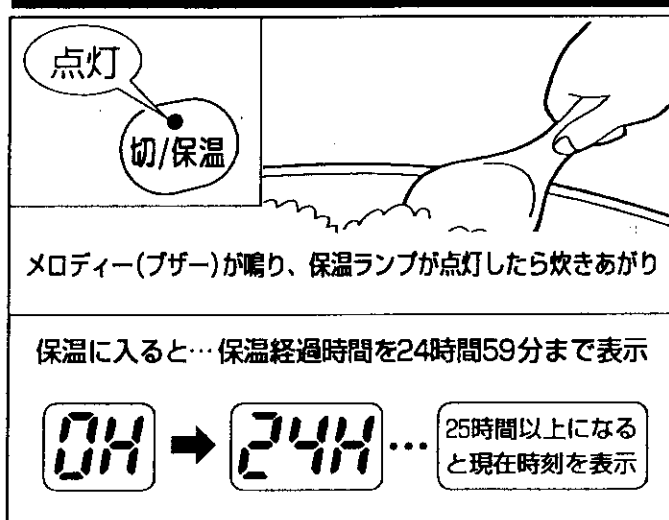 点灯
切/保温
メロディー(ブザー)が鳴り、保温ランプが点灯したら炊きあがり
保温に入ると…保温経過時間を24時間59分まで表示
0H ➡ 24H …
25時間以上になる
と現在時刻を表示